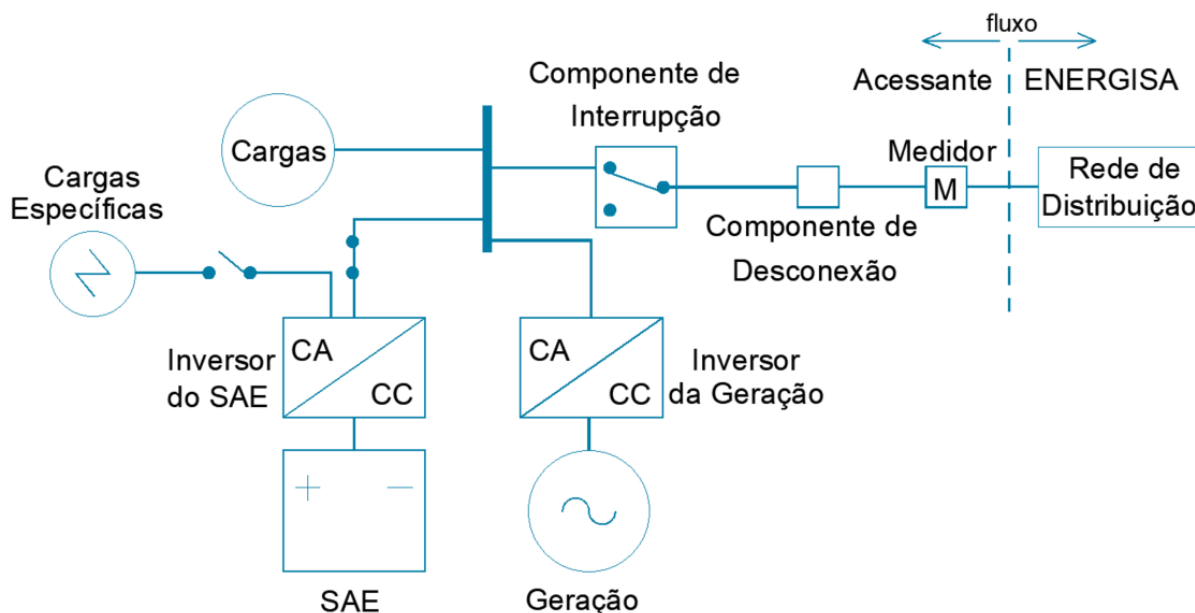 fluxo
Acessante
ENERGISA
Componente de
Interrupção
Cargas
Medidor
M
Rede de
Distribuição
Cargas
Específicas
Componente de
Desconexão
CA
CC
Inversor
do SAE
CA
CC
Inversor
da Geração
+ −
SAE
Geração